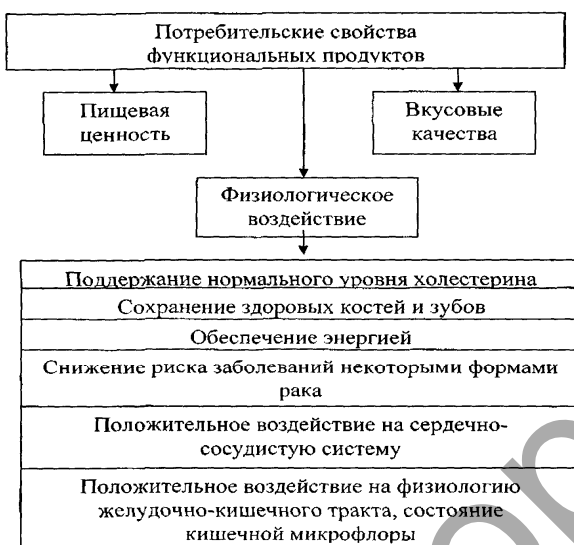 Потребительские свойства
функциональных продуктов
Пищевая
ценность
Вкусовые
качества
Физиологическое
воздействие
Поддержание нормального уровня холестерина
Сохранение здоровых костей и зубов
Обеспечение энергией
Снижение риска заболеваний некоторыми формами
рака
Положительное воздействие на сердечно-
сосудистую систему
Положительное воздействие на физиологию
желудочно-кишечного тракта, состояние
кишечной микрофлоры